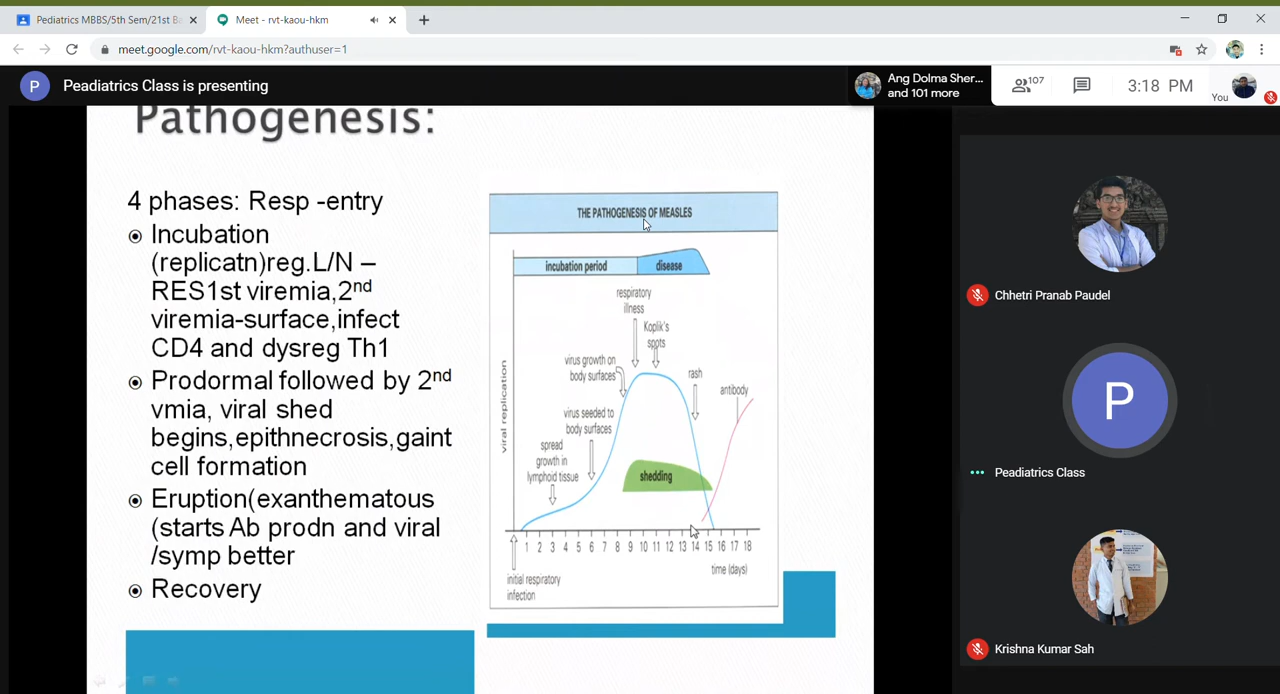 Pediatrics MBBS/5th Sem/21st B
Meet - rvt-kaou-hkm
meet.google.com/rvt-kaou-hkm?authuser=1
P
Peadiatrics Class is presenting
Ang Dolma Sher...
and 101 more
107
3:18 PM
You
Pathogenesis:
4 phases: Resp -entry
Incubation
(replicatn)reg.L/N –
RES1st viremia,2nd
viremia-surface,infect
CD4 and dysreg Th1
Prodormal followed by 2nd
vmia, viral shed
begins,epithnecrosis,gaint
cell formation
Eruption(exanthematous
(starts Ab prodn and viral
/symp better
Recovery
THE PATHOGENESIS OF MEASLES
incubation period
disease
respiratory
illness
Koplik's
spots
virus growth on
body surfaces
rash
antibody
virus seeded to
body surfaces
spread
growth in
lymphoid tissue
shedding
viral replication
1 2 3 4 5 6 7 8 9 10 11 12 13 14 15 16 17 18
time (days)
initial respiratory
infection
Chhetri Pranab Paudel
P
Peadiatrics Class
Krishna Kumar Sah